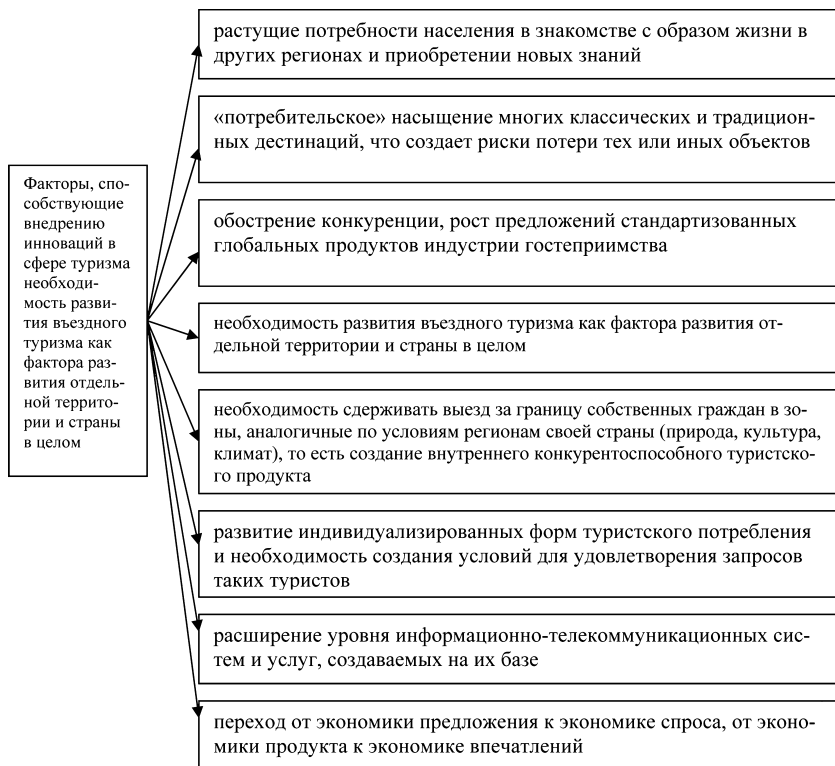 Факторы, спо-
собствующие
внедрению
инноваций в
сфере туризма
необходи-
мость разви-
тия въездного
туризма как
фактора раз-
вития отдель-
ной террито-
рии и страны
в целом
растущие потребности населения в знакомстве с образом жизни в
других регионах и приобретении новых знаний
«потребительское» насыщение многих классических и традицион-
ных дестинаций, что создает риски потери тех или иных объектов
обострение конкуренции, рост предложений стандартизованных
глобальных продуктов индустрии гостеприимства
необходимость развития въездного туризма как фактора развития от-
дельной территории и страны в целом
необходимость сдерживать выезд за границу собственных граждан в зо-
ны, аналогичные по условиям регионам своей страны (природа, культура,
климат), то есть создание внутреннего конкурентоспособного туристско-
го продукта
развитие индивидуализированных форм туристского потребления
и необходимость создания условий для удовлетворения запросов
таких туристов
расширение уровня информационно-телекоммуникационных сис-
тем и услуг, создаваемых на их базе
переход от экономики предложения к экономике спроса, от эконо-
мики продукта к экономике впечатлений